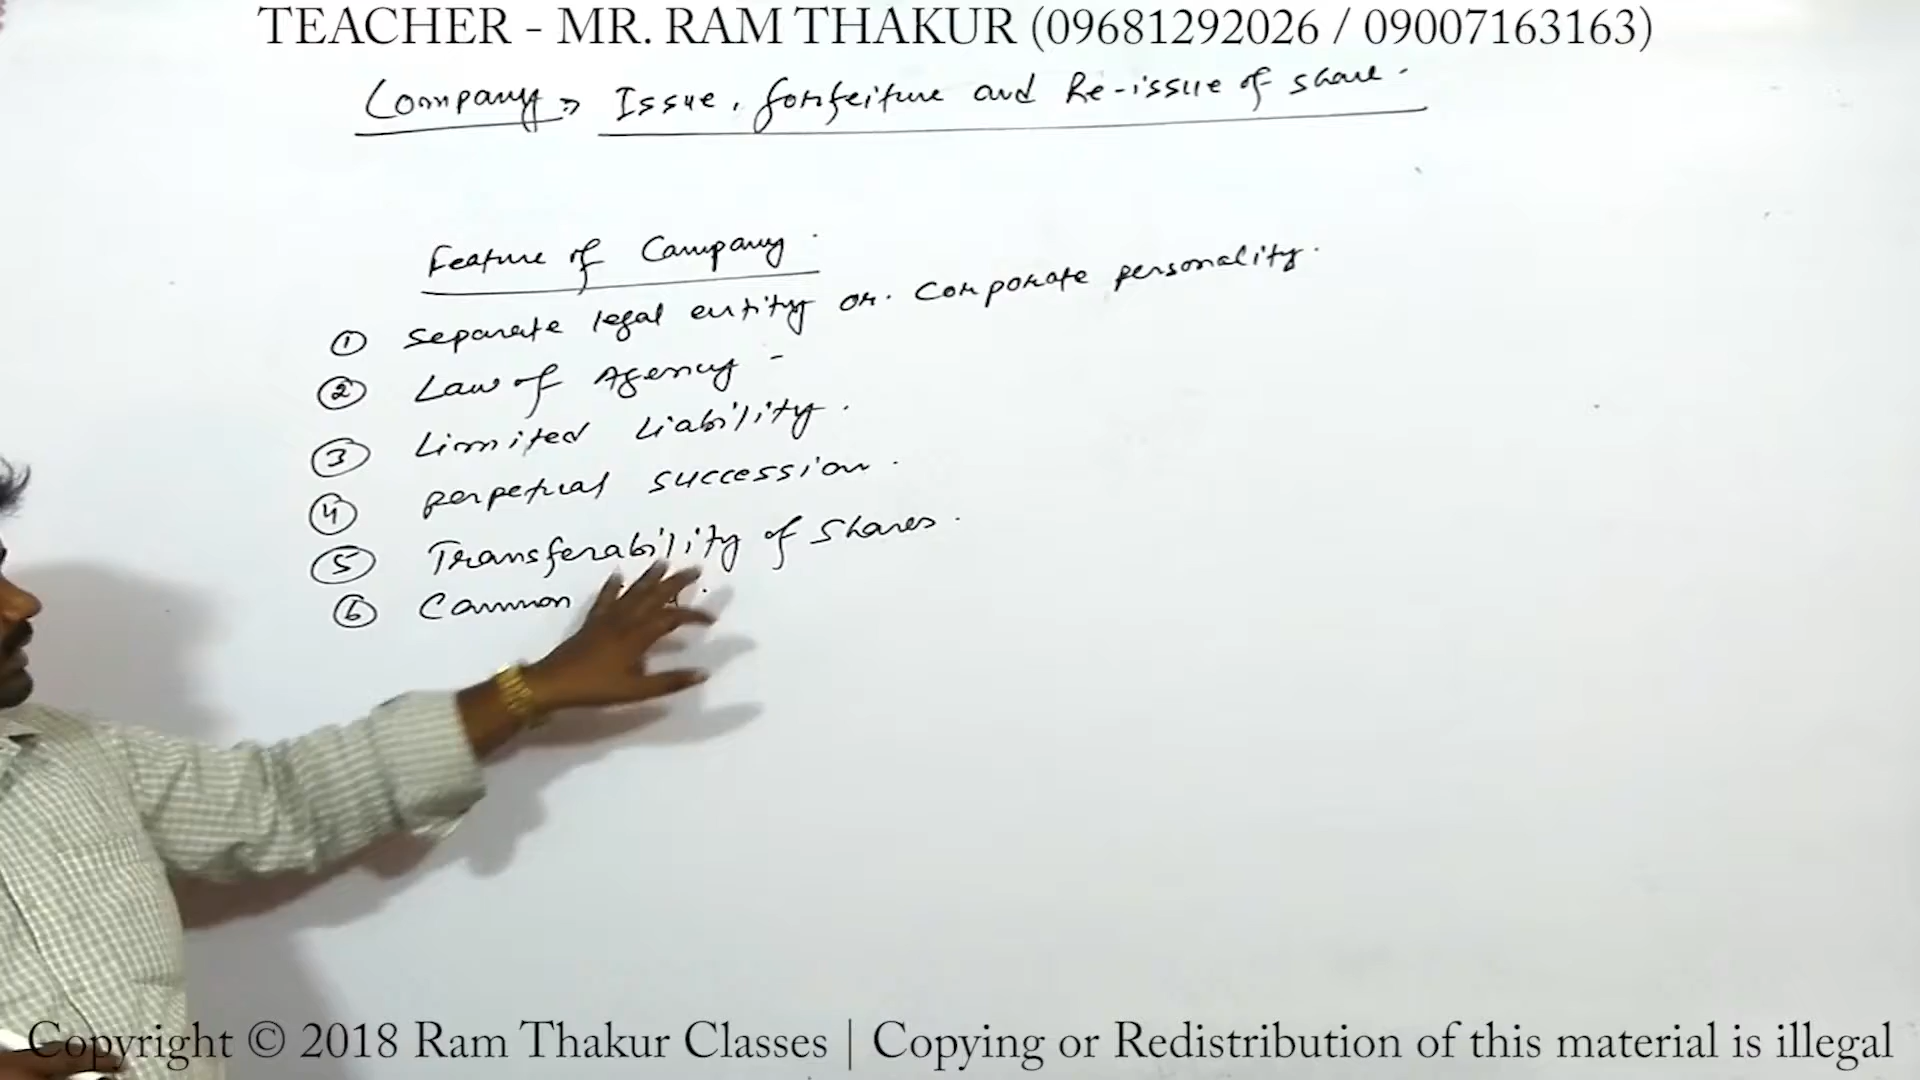 TEACHER - MR. RAM THAKUR (09681292026 / 09007163163)
Company ⇒ Issue, forfeiture and Re-issue of share.
Feature of Company.
① Separate legal entity or. Corporate personality.
② Law of Agency -
③ Limited Liability.
④ perpetual succession.
⑤ Transferability of Shares.
⑥ Common
Copyright © 2018 Ram Thakur Classes | Copying or Redistribution of this material is illegal